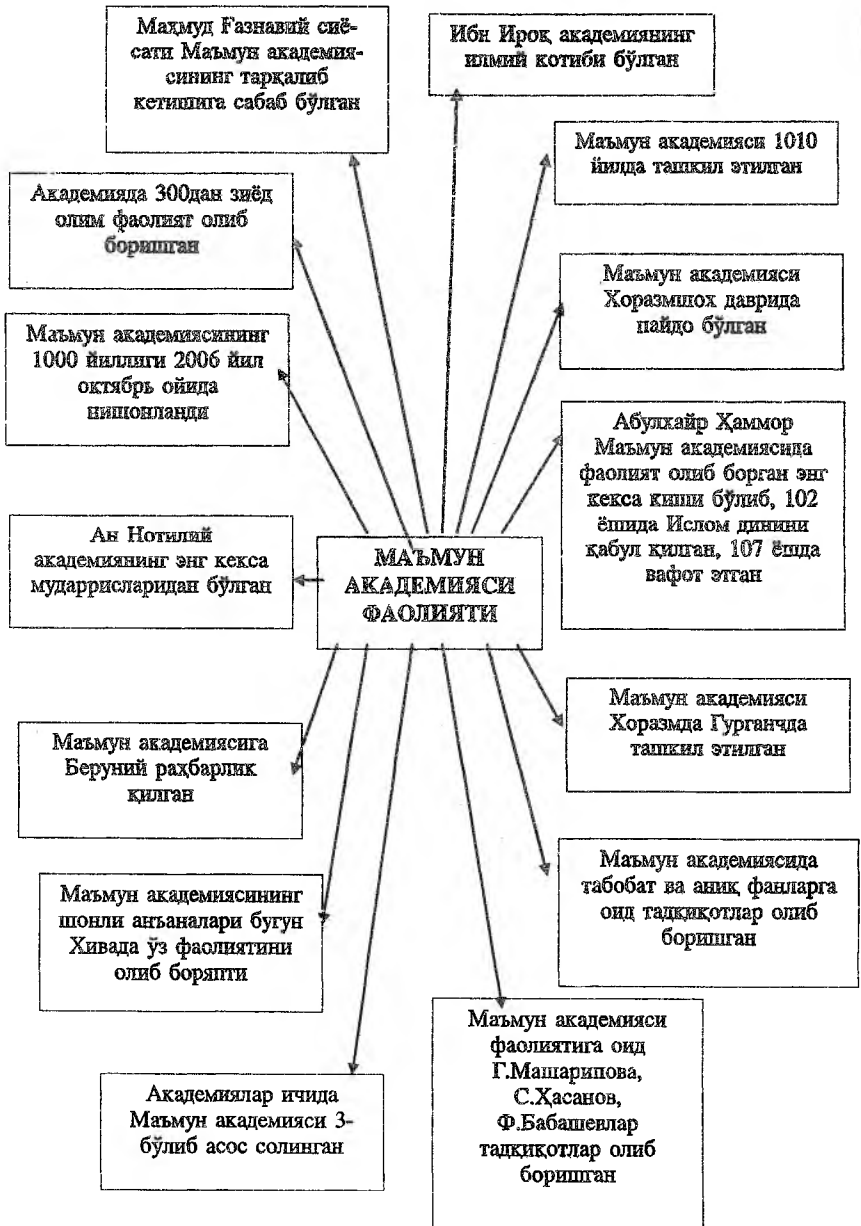 Маҳмуд Ғазнавий сиё-
сати Маъмун академия-
сининг тарқалиб
кетишига сабаб бўлган
Ибн Ироқ академиянинг
илмий котиби бўлган
Маъмун академияси 1010
йилда ташкил этилган
Академияда 300дан зиёд
олим фаолият олиб
боришган
Маъмун академияси
Хоразмшох даврида
пайдо бўлган
Маъмун академиясининг
1000 йиллиги 2006 йил
октябрь ойида
нишонланди
Абулхайр Ҳаммор
Маъмун академиясида
фаолият олиб борган энг
кекса киши бўлиб, 102
ёшида Ислом динини
қабул қилган, 107 ёшда
вафот этган
Ан Нотилий
академиянинг энг кекса
мударрисларидан бўлган
МАЪМУН
АКАДЕМИЯСИ
ФАОЛИЯТИ
Маъмун академияси
Хоразмда Гурганчда
ташкил этилган
Маъмун академиясига
Беруний раҳбарлик
қилган
Маъмун академиясида
табобат ва аниқ фанларга
оид тадқиқотлар олиб
боришган
Маъмун академиясининг
шонли анъаналари бугун
Хивада ўз фаолиятини
олиб боряпти
Маъмун академияси
фаолиятига оид
Г.Машарипова,
С.Ҳасанов,
Ф.Бабашевлар
тадқиқотлар олиб
боришган
Академиялар ичида
Маъмун академияси 3-
бўлиб асос солинган